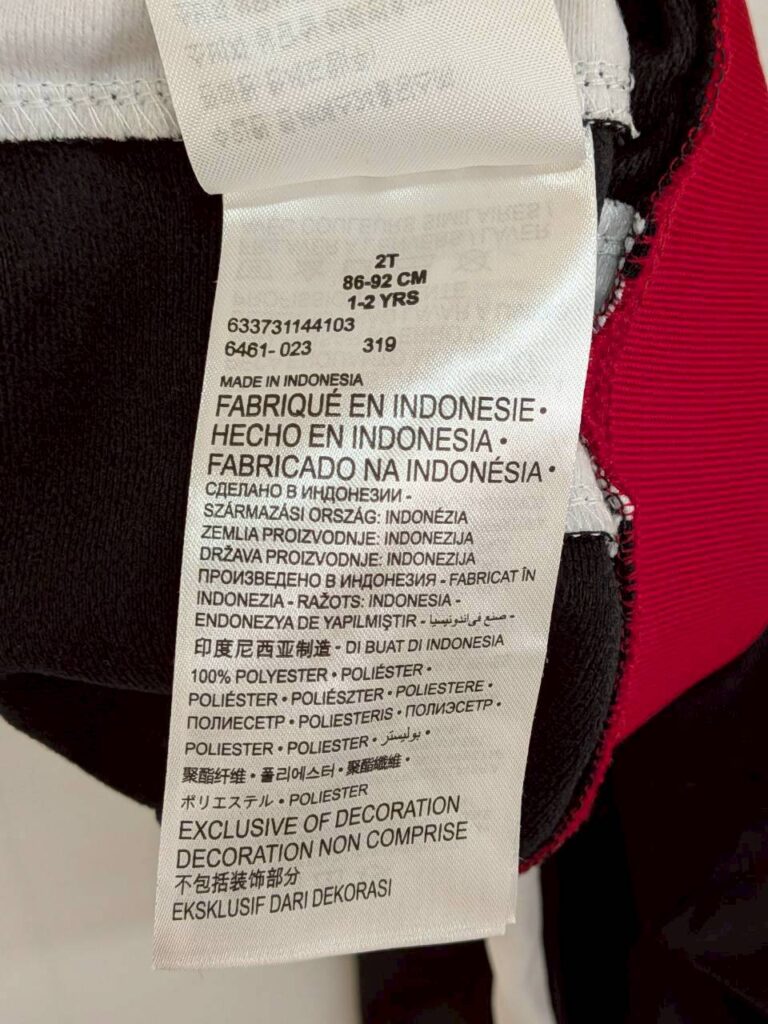 2T
86-92 CM
1-2 YRS
633731144103
6461- 023 319
MADE IN INDONESIA
FABRIQUÉ EN INDONESIE •
HECHO EN INDONESIA •
FABRICADO NA INDONÉSIA •
СДЕЛАНО В ИНДОНЕЗИИ -
SZÁRMAZÁSI ORSZÁG: INDONÉZIA
ZEMLJA PROIZVODNJE: INDONEZIJA
DRŽAVA PROIZVODNJE: INDONEZIJA
ПРОИЗВЕДЕНО В ИНДОНЕЗИЯ - FABRICAT ÎN
INDONEZIA - RAŽOTS: INDONESIA -
ENDONEZYA DE YAPILMIŞTIR - صنع في اندونيسيا -
印度尼西亚制造 - DI BUAT DI INDONESIA
100% POLYESTER • POLIÉSTER •
POLIÉSTER • POLIÉSZTER • POLIESTERE •
ПОЛИЕСЕТР • POLIESTERIS • ПОЛИЭСТЕР •
POLIESTER • POLIESTER • بوليستر •
聚酯纤维 • 폴리에스터 • 聚酯纖維 •
ポリエステル • POLIESTER
EXCLUSIVE OF DECORATION
DECORATION NON COMPRISE
不包括装饰部分
EKSKLUSIF DARI DEKORASI